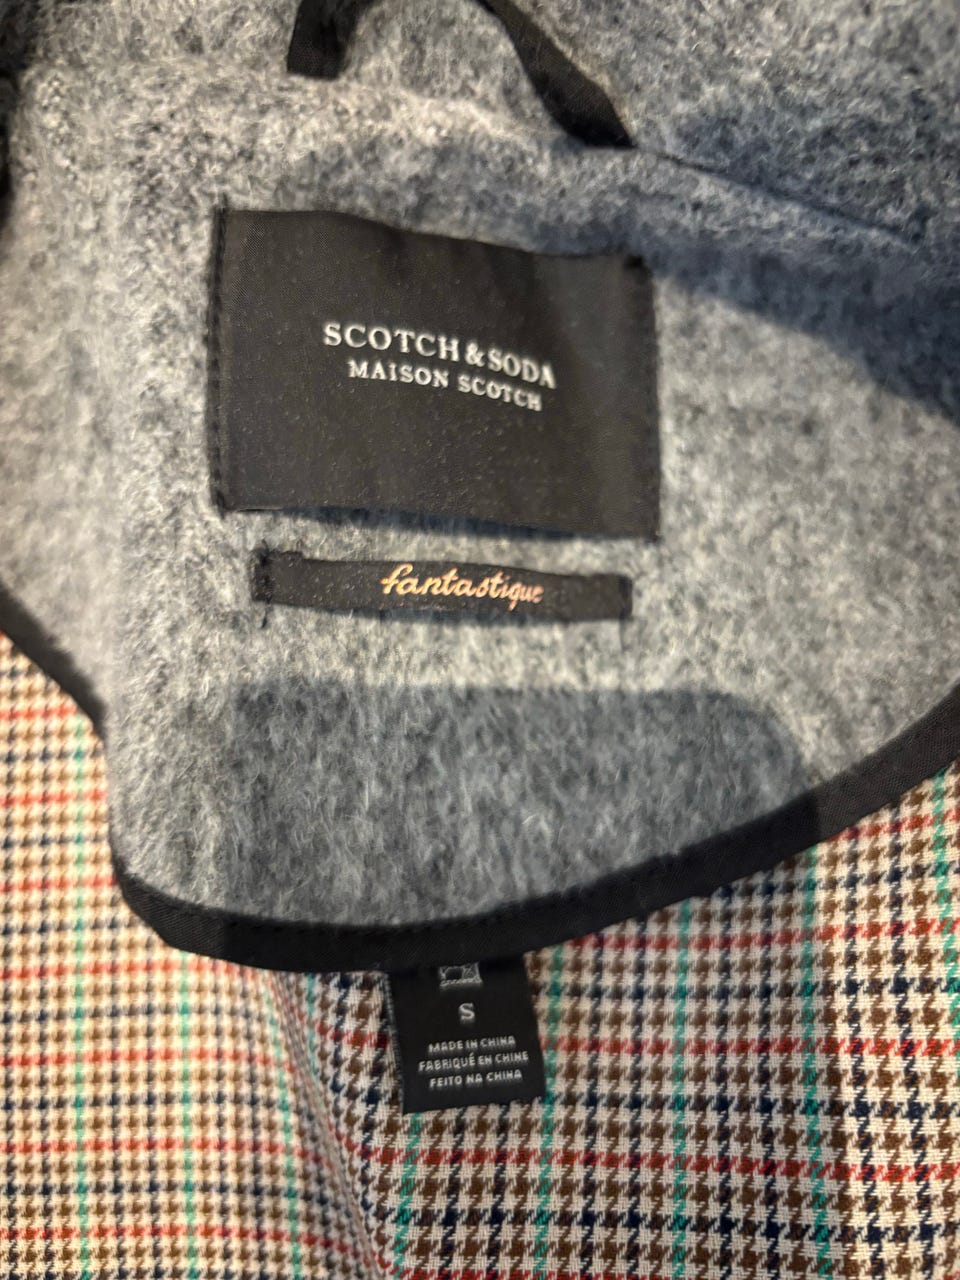 SCOTCH & SODA
MAISON SCOTCH
fantastique
S
MADE IN CHINA
FABRIQUÉ EN CHINE
FEITO NA CHINA